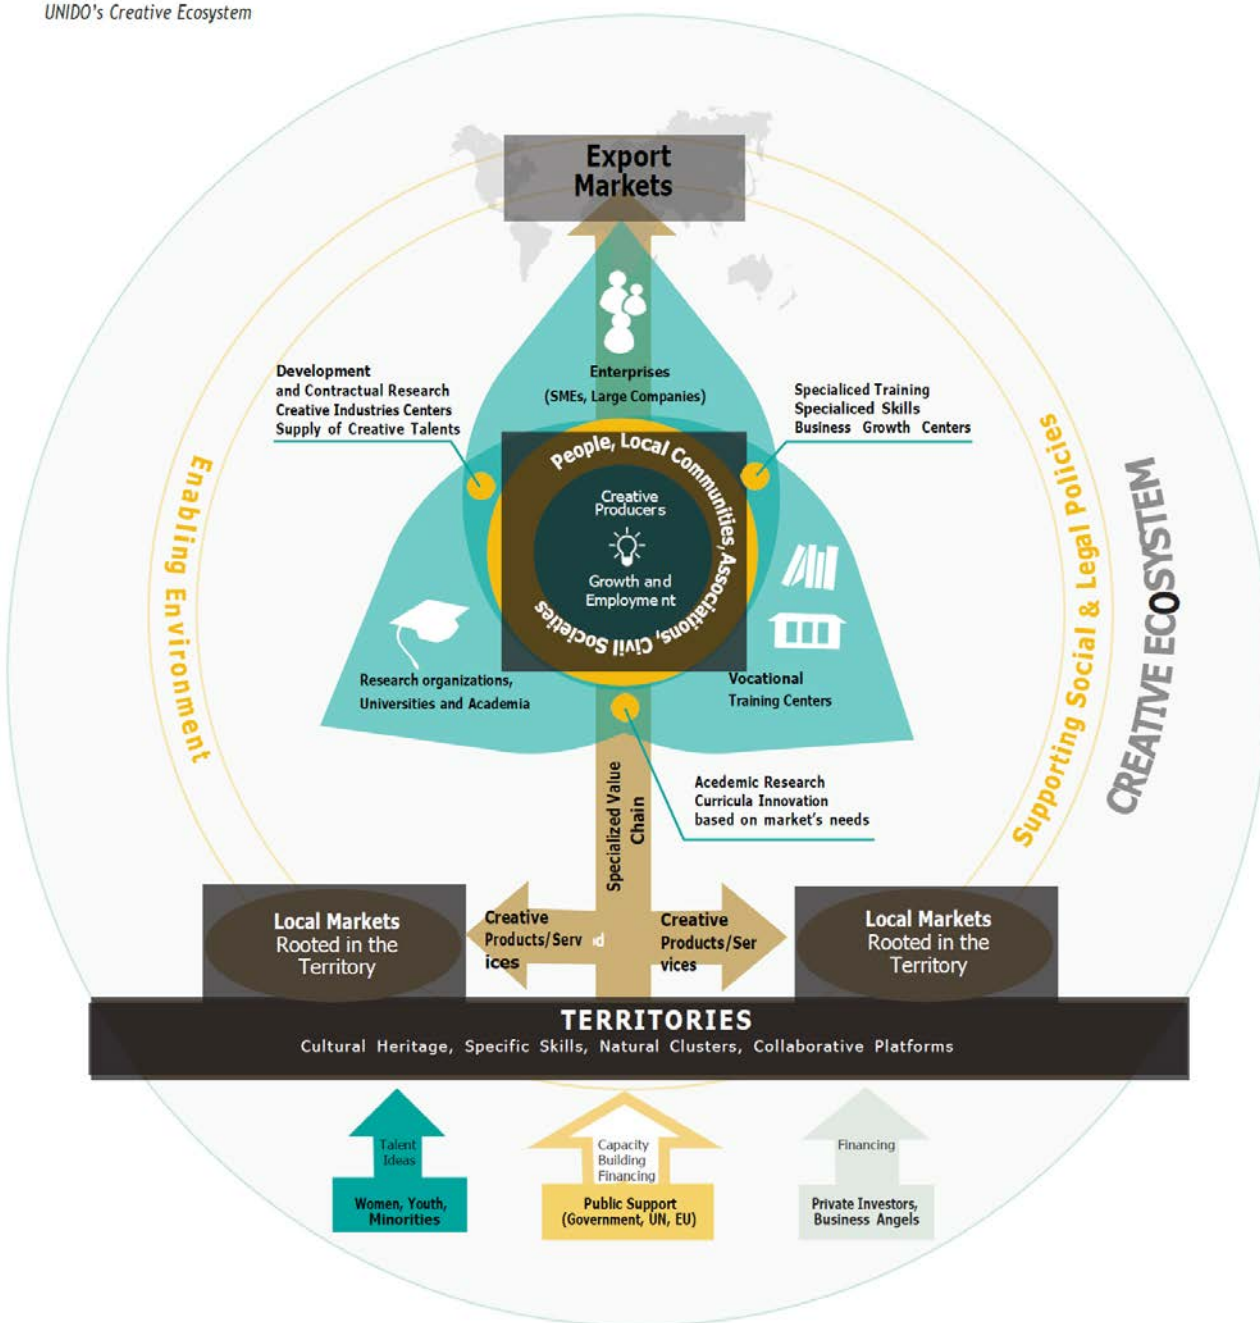 UNIDO's Creative Ecosystem
Export
Markets
Enterprises
(SMEs, Large Companies)
Development
and Contractual Research
Creative Industries Centers
Supply of Creative Talents
Specialiced Training
Specialiced Skills
Business Growth Centers
People, Local Communities, Associations, Civil Societies
Creative
Producers
Growth and
Employment
Enabling Environment
Supporting Social & Legal Policies
CREATIVE ECOSYSTEM
Research organizations,
Universities and Academia
Vocational
Training Centers
Acedemic Research
Curricula Innovation
based on market's needs
Specialized Value
Chain
Local Markets
Rooted in the
Territory
Creative
Products/Serv
ices
d
Creative
Products/Ser
vices
Local Markets
Rooted in the
Territory
TERRITORIES
Cultural Heritage, Specific Skills, Natural Clusters, Collaborative Platforms
Talent
Ideas
Women, Youth,
Minorities
Capacity
Building
Financing
Public Support
(Government, UN, EU)
Financing
Private Investors,
Business Angels